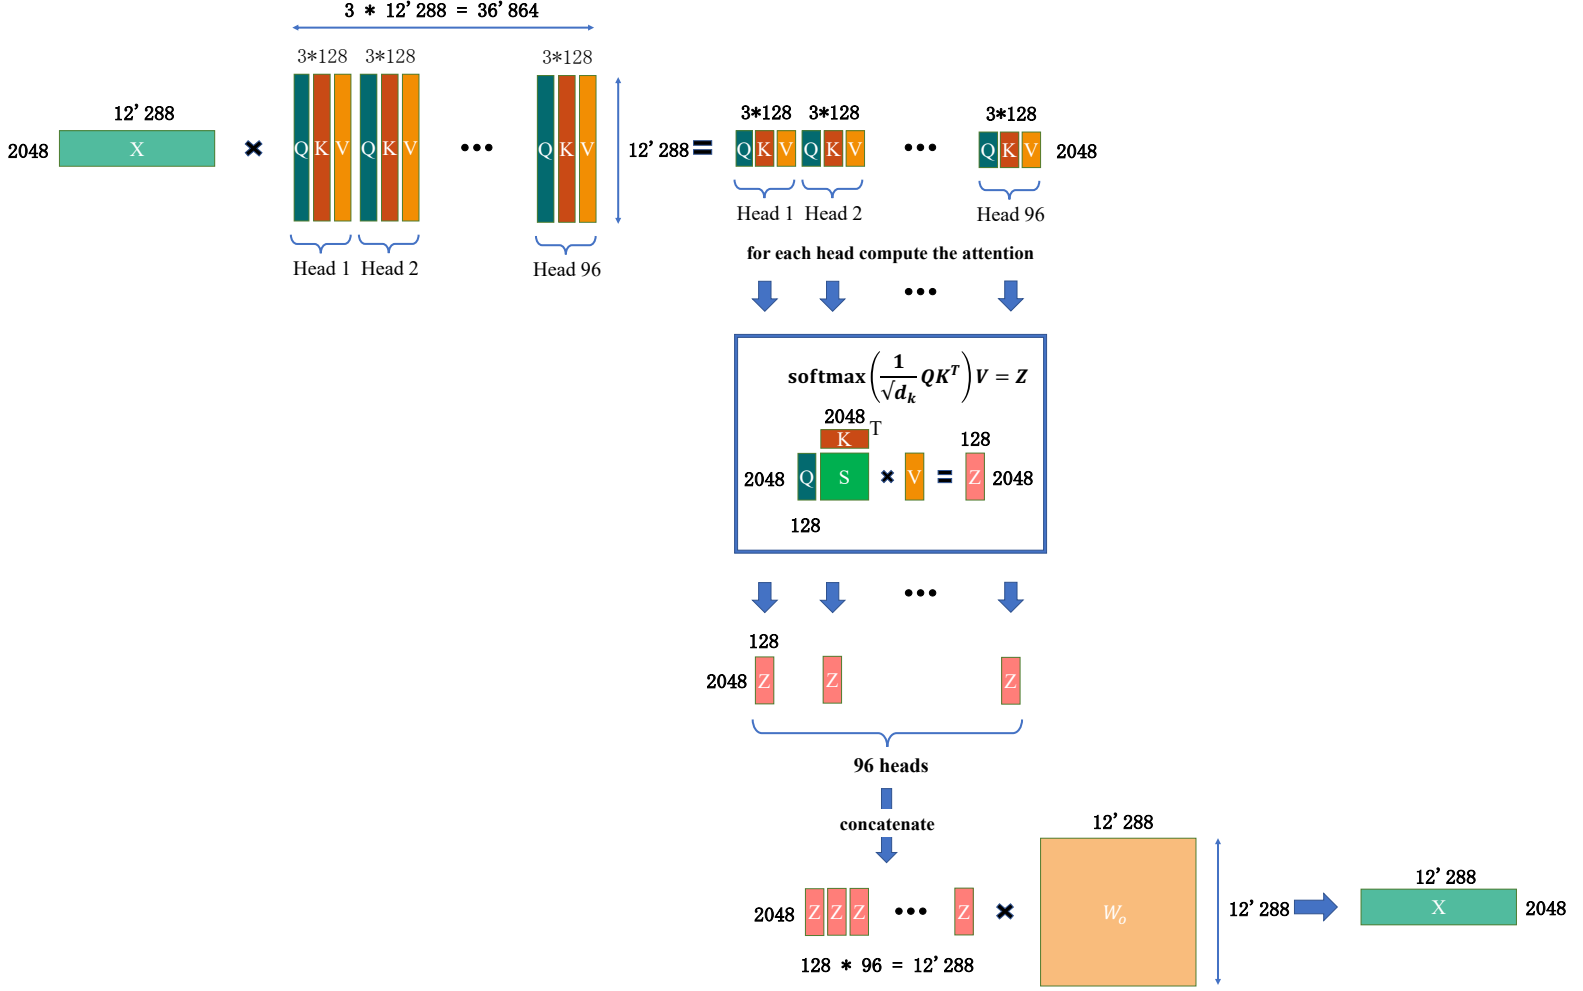 3 * 12'288 = 36'864
3*128 3*128 3*128
12'288
2048 X Q K V Q K V ••• Q K V 12'288
Head 1 Head 2 Head 96
3*128 3*128 3*128
Q K V Q K V ••• Q K V 2048
Head 1 Head 2 Head 96
for each head compute the attention
•••
softmax(1/√d_k QK^T)V = Z
2048
K T
128
2048 Q S V Z 2048
128
•••
128
2048 Z Z Z
96 heads
concatenate
12'288
2048 Z Z Z ••• Z W_o 12'288
128 * 96 = 12'288
12'288
X 2048